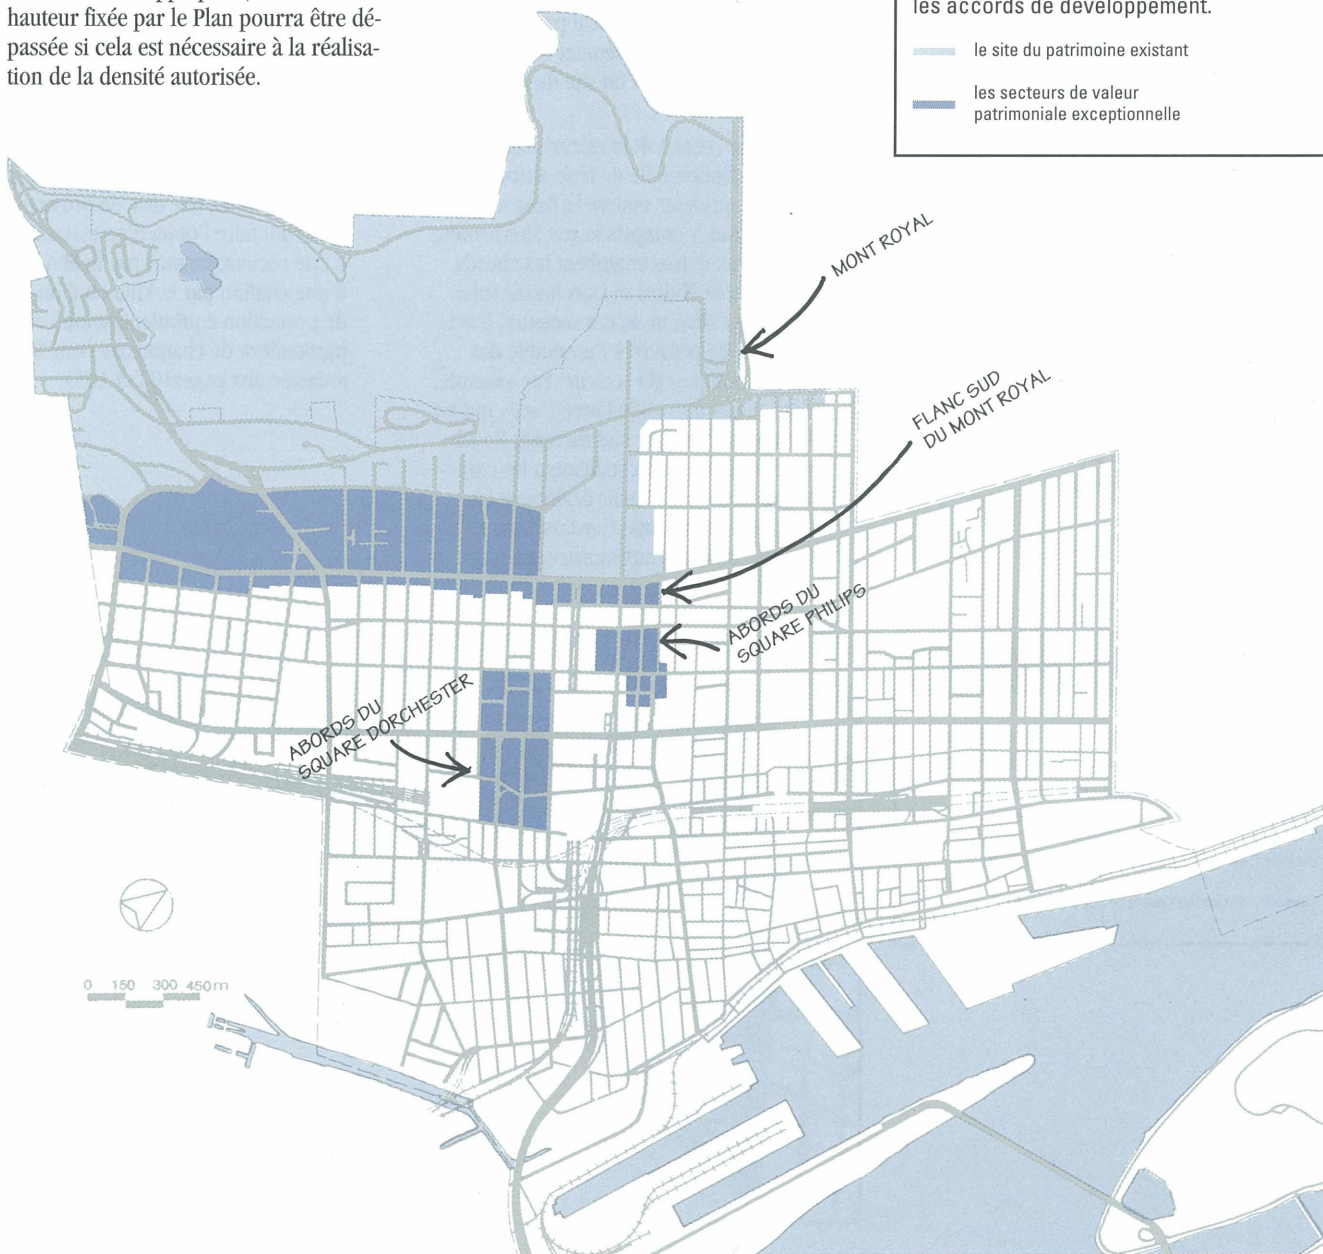 hauteur fixée par le Plan pourra être dé-
passée si cela est nécessaire à la réalisa-
tion de la densité autorisée.
les accords de développement.
le site du patrimoine existant
les secteurs de valeur
patrimoniale exceptionnelle
MONT ROYAL
FLANC SUD
DU MONT ROYAL
ABORDS DU
SQUARE PHILIPS
ABORDS DU
SQUARE DORCHESTER
0 150 300 450m